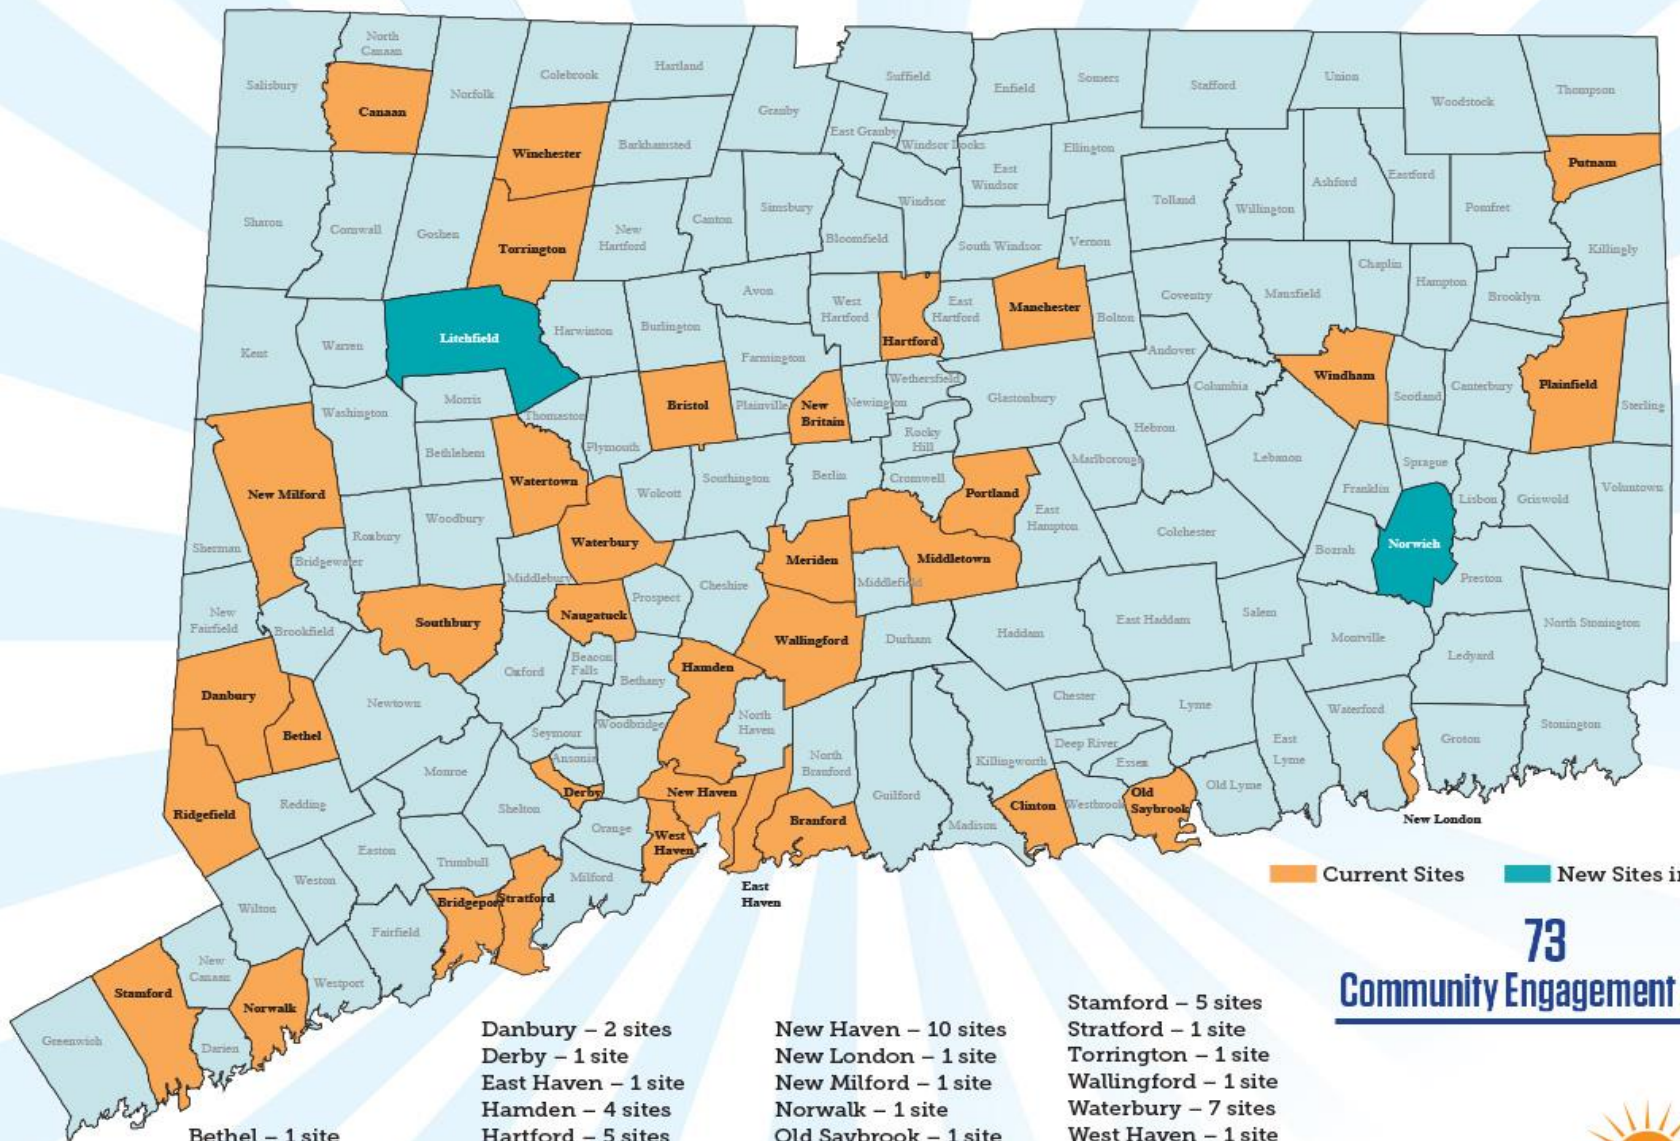 North
Canaan
Salisbury
Canaan
Norfolk
Colebrook
Hartland
Winchester
Barkhamsted
Granby
Suffield
East Granby
Windsor Locks
Enfield
Somers
Stafford
Union
Woodstock
Thompson
Putnam
East
Windsor
Ellington
Windsor
Tolland
Willington
Ashford
Eastford
Pomfret
Killingly
Sharon
Cornwall
Goshen
Torrington
New
Hartford
Canton
Simsbury
Bloomfield
South Windsor
Vernon
Chaplin
Hampton
Brooklyn
Mansfield
Coventry
Kent
Warren
Litchfield
Harwinton
Burlington
Avon
West
Hartford
Hartford
East
Hartford
Manchester
Bolton
Andover
Columbia
Windham
Scotland
Canterbury
Plainfield
Sterling
Farmington
Wethersfield
Glastonbury
Hebron
Washington
Morris
Thomaston
Bristol
Plainville
New
Britain
Newington
Rocky
Hill
Plymouth
Bethlehem
Marlborough
Lebanon
Sprague
Franklin
Lisbon
Griswold
Voluntown
New Milford
Watertown
Wolcott
Southington
Berlin
Cromwell
Portland
East
Hampton
Colchester
Bozrah
Norwich
Preston
Sherman
Bridgewater
Roxbury
Woodbury
Waterbury
Middlebury
Cheshire
Meriden
Middletown
Middlefield
New
Fairfield
Brookfield
Southbury
Naugatuck
Prospect
Wallingford
Durham
Haddam
East Haddam
Salem
Montville
Ledyard
North Stonington
Oxford
Beacon
Falls
Bethany
Hamden
Danbury
Bethel
Newtown
Seymour
Woodbridge
North
Haven
Chester
Lyme
Waterford
Groton
Stonington
Ansonia
Derby
New Haven
North
Branford
Killingworth
Deep River
Essex
East
Lyme
Old Lyme
Ridgefield
Redding
Monroe
Shelton
Orange
West
Haven
Branford
Guilford
Madison
Clinton
Westbrook
Old
Saybrook
New London
Easton
Trumbull
Milford
East
Haven
Weston
Wilton
Bridgeport
Stratford
Fairfield
New
Canaan
Westport
Stamford
Norwalk
Darien
Greenwich
Current Sites
New Sites i
73
Community Engagement
Bethel – 1 site
Danbury – 2 sites
Derby – 1 site
East Haven – 1 site
Hamden – 4 sites
Hartford – 5 sites
New Haven – 10 sites
New London – 1 site
New Milford – 1 site
Norwalk – 1 site
Old Saybrook – 1 site
Stamford – 5 sites
Stratford – 1 site
Torrington – 1 site
Wallingford – 1 site
Waterbury – 7 sites
West Haven – 1 site